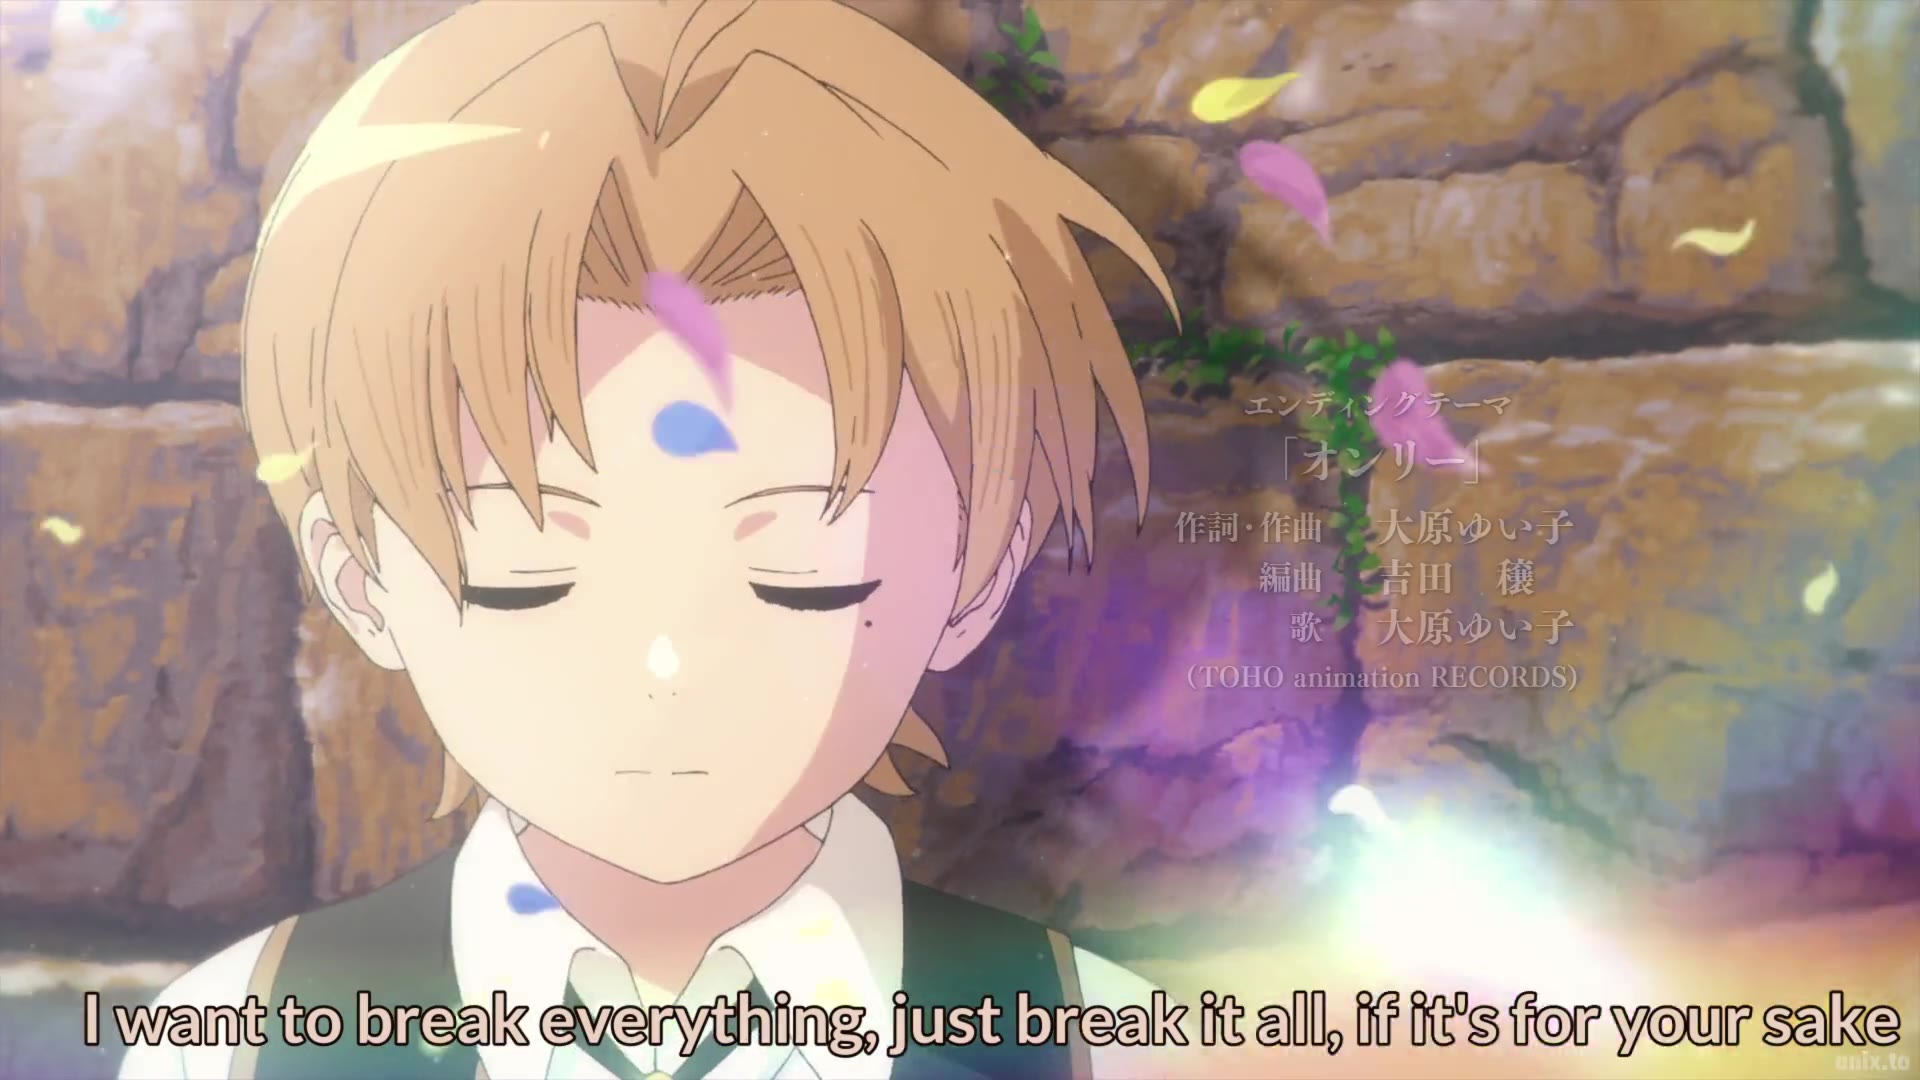 エンディングテーマ
「オンリー」
作詞・作曲　大原ゆい子
編曲　吉田　穣
歌　大原ゆい子
(TOHO animation RECORDS)
I want to break everything, just break it all, if it's for your sake
anix.to